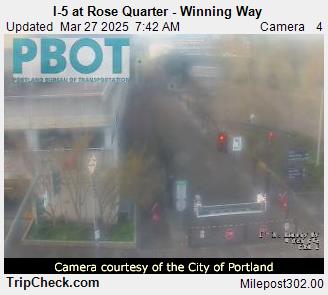 I-5 at Rose Quarter - Winning Way
Updated Mar 27 2025 7:42 AM Camera 4
PBOT
PORTLAND BUREAU OF TRANSPORTATION
Camera courtesy of the City of Portland
TripCheck.com Milepost302.00